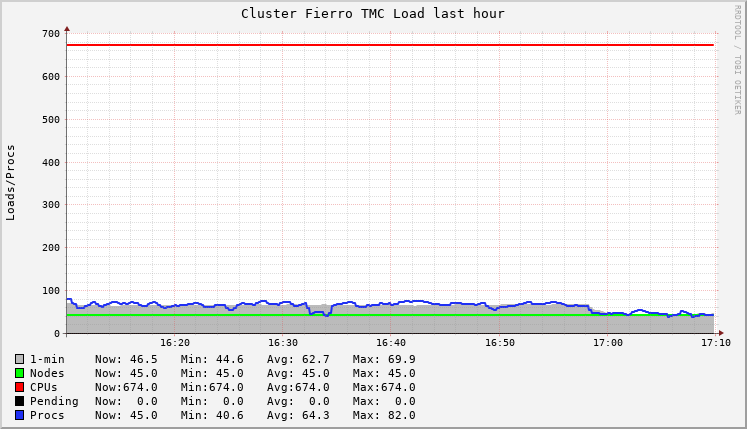 Cluster Fierro TMC Load last hour
RRDTOOL / TOBI OETIKER
Loads/Procs
700
600
500
400
300
200
100
0
16:20 16:30 16:40 16:50 17:00 17:10
1-min Now: 46.5 Min: 44.6 Avg: 62.7 Max: 69.9
Nodes Now: 45.0 Min: 45.0 Avg: 45.0 Max: 45.0
CPUs Now:674.0 Min:674.0 Avg:674.0 Max:674.0
Pending Now: 0.0 Min: 0.0 Avg: 0.0 Max: 0.0
Procs Now: 45.0 Min: 40.6 Avg: 64.3 Max: 82.0